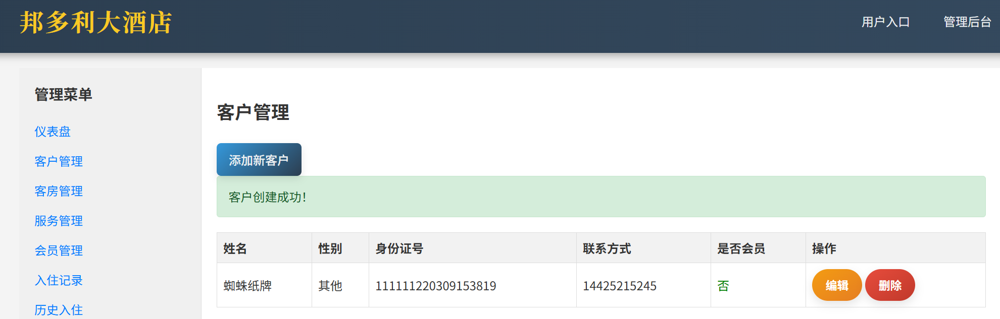 邦多利大酒店
用户入口 管理后台
管理菜单
仪表盘
客户管理
客房管理
服务管理
会员管理
入住记录
历史入住
客户管理
添加新客户
客户创建成功！
姓名 性别 身份证号 联系方式 是否会员 操作
蜘蛛纸牌 其他 111111220309153819 14425215245 否 编辑 删除